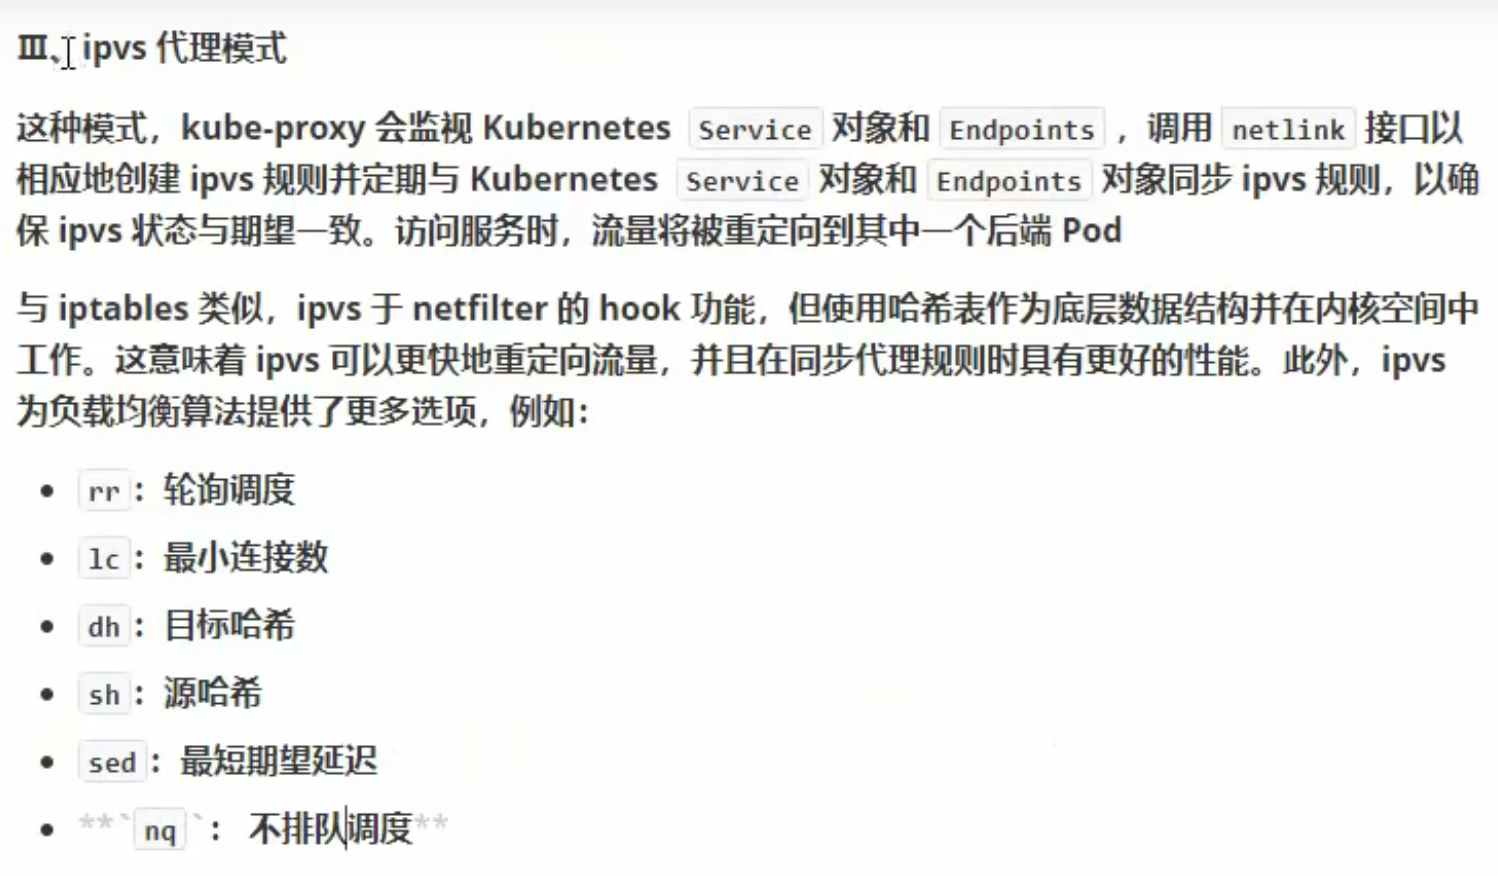 Ⅲ、ipvs 代理模式
这种模式，kube-proxy 会监视 Kubernetes Service 对象和 Endpoints ，调用 netlink 接口以
相应地创建 ipvs 规则并定期与 Kubernetes Service 对象和 Endpoints 对象同步 ipvs 规则，以确
保 ipvs 状态与期望一致。访问服务时，流量将被重定向到其中一个后端 Pod
与 iptables 类似，ipvs 于 netfilter 的 hook 功能，但使用哈希表作为底层数据结构并在内核空间中
工作。这意味着 ipvs 可以更快地重定向流量，并且在同步代理规则时具有更好的性能。此外，ipvs
为负载均衡算法提供了更多选项，例如：
• rr：轮询调度
• lc：最小连接数
• dh：目标哈希
• sh：源哈希
• sed：最短期望延迟
• **`nq`： 不排队调度**